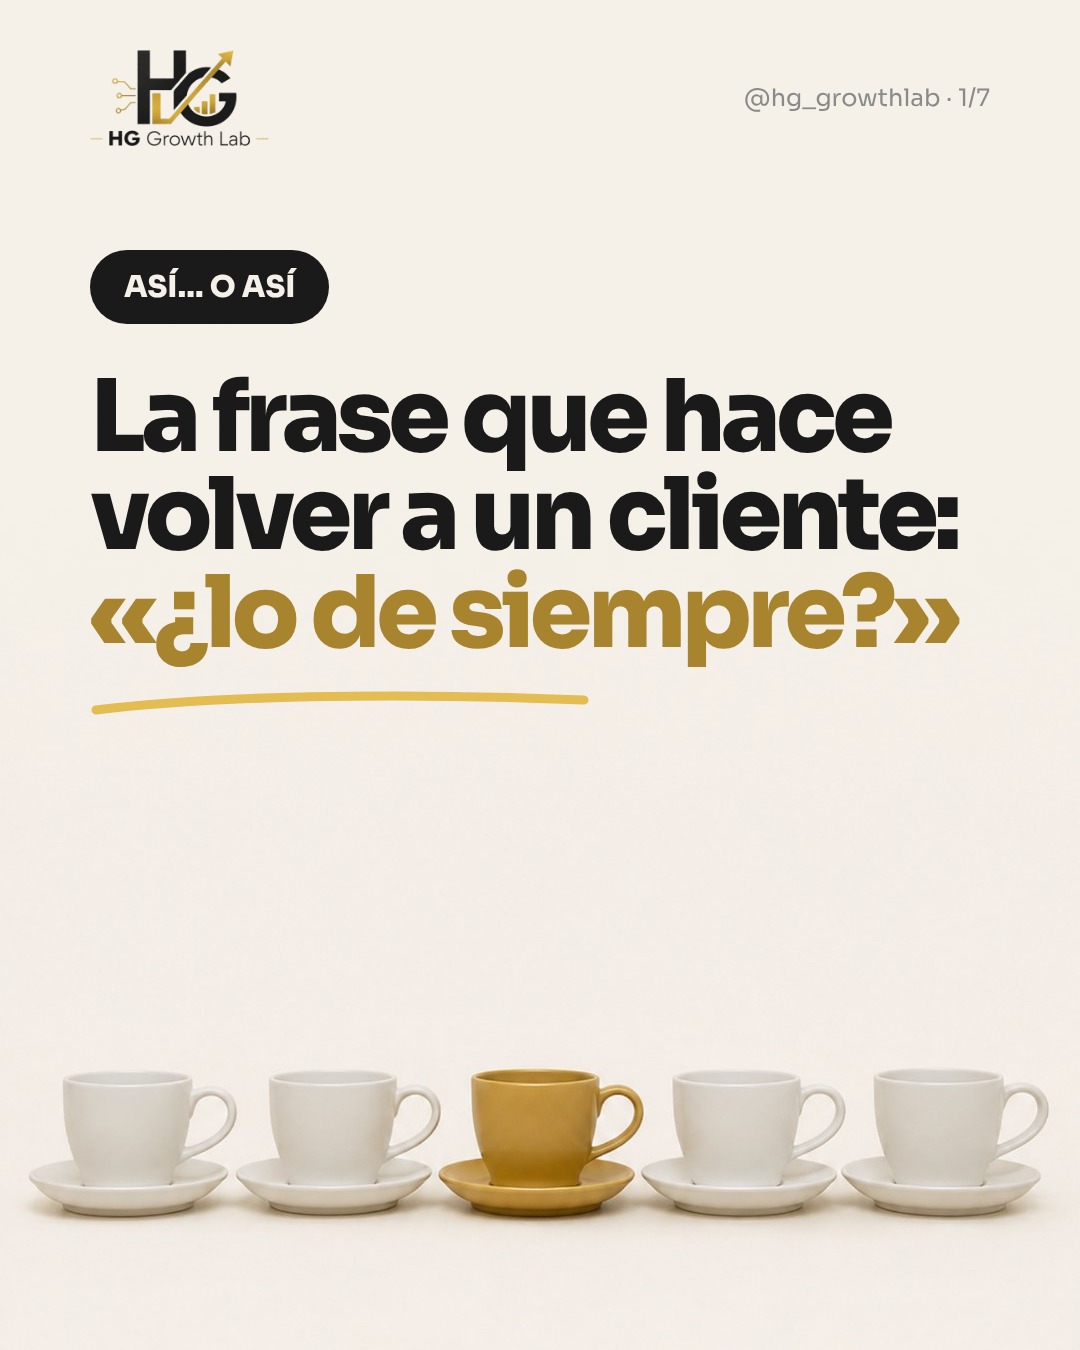 HG
HG Growth Lab
@hg_growthlab · 1/7
ASÍ... O ASÍ
La frase que hace
volver a un cliente:
«¿lo de siempre?»